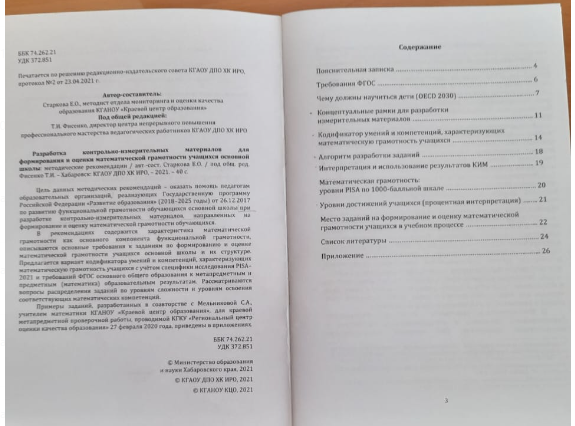 ББК 74.262.21
УДК 372.851
Печатается по решению редакционно-издательского совета КГАОУ ДПО ХК ИРО,
протокол №2 от 23.04.2021 г.
Автор-составитель:
Старкова Е.О., методист отдела мониторинга и оценки качества
образования КГАНОУ «Краевой центр образования»
Под общей редакцией:
Т.Н. Фисенко, директор центра непрерывного повышения
профессионального мастерства педагогических работников КГАОУ ДПО ХК ИРО
Разработка контрольно-измерительных материалов для
формирования и оценки математической грамотности учащихся основной
школы: методические рекомендации / авт.-сост. Старкова Е.О. / под общ. ред.
Фисенко Т.Н. – Хабаровск: КГАОУ ДПО ХК ИРО, 2021. – 60 с.
Цель данных методических рекомендаций – оказать помощь педагогам
образовательных организаций, реализующих Государственную программу
Российской Федерации «Развитие образования» (2018–2025 годы) от 26.12.2017
по развитию функциональной грамотности обучающихся основной школы при
разработке контрольно-измерительных материалов, направленных на
формирование и оценку математической грамотности обучающихся.
В рекомендациях содержится характеристика математической
грамотности как основного компонента функциональной грамотности,
описываются основные требования к заданиям по формированию и оценке
математической грамотности учащихся основной школы и их структуре.
Предлагается вариант кодификатора умений и компетенций, характеризующих
математическую грамотность учащихся с учётом специфики исследования PISA-
2021 и требований ФГОС основного общего образования к метапредметным и
предметным (математика) образовательным результатам. Рассматриваются
вопросы распределения заданий по уровням сложности и уровням освоения
соответствующих математических компетенций.
Примеры заданий, разработанных в соавторстве с Мельниковой С.А.,
учителем математики КГАНОУ «Краевой центр образования», для краевой
метапредметной проверочной работы, проводимой КГКУ «Региональный центр
оценки качества образования» 27 февраля 2020 года, приведены в приложениях.
ББК 74.262.21
УДК 372.851
© Министерство образования
и науки Хабаровского края, 2021
© КГАОУ ДПО ХК ИРО, 2021
© КГАНОУ КЦО, 2021
Содержание
Пояснительная записка 4
Требования ФГОС 6
Чему должны научиться дети (OECD 2030) 7
Концептуальные рамки для разработки
измерительных материалов 11
Кодификатор умений и компетенций, характеризующих
математическую грамотность учащихся 14
Алгоритм разработки заданий 18
Интерпретация и использование результатов КИМ 19
Математическая грамотность:
уровни PISA по 1000-балльной шкале 20
Уровни достижений учащихся (процентная интерпретация) 21
Место заданий на формирование и оценку математической
грамотности учащихся в учебном процессе 22
Список литературы 24
Приложение 26
3